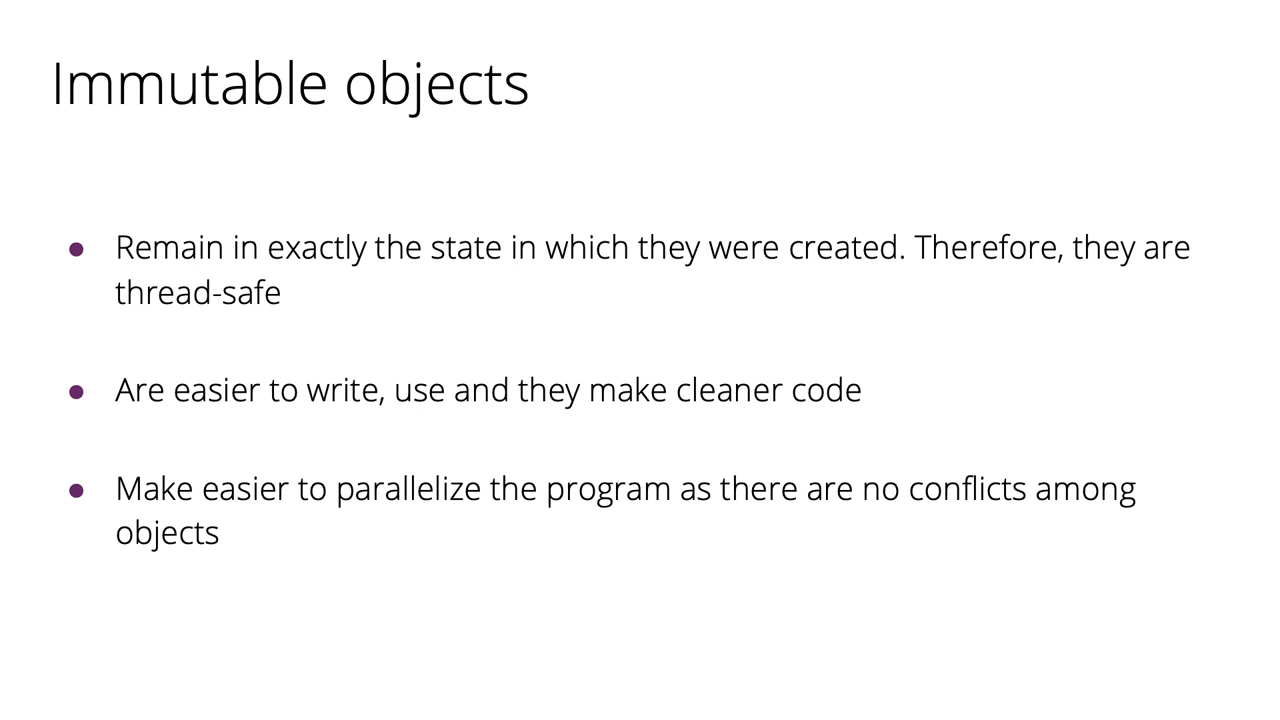 Immutable objects
● Remain in exactly the state in which they were created. Therefore, they are
thread-safe
● Are easier to write, use and they make cleaner code
● Make easier to parallelize the program as there are no conflicts among
objects